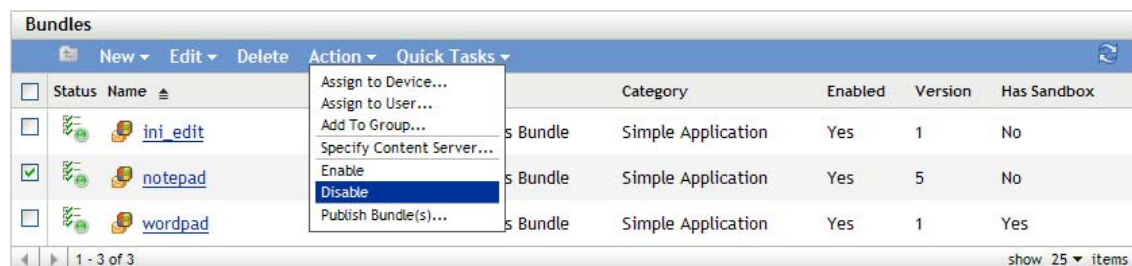 Bundles
New Edit Delete Action Quick Tasks
Status Name Category Enabled Version Has Sandbox
Assign to Device...
Assign to User...
Add To Group...
Specify Content Server...
Enable
Disable
Publish Bundle(s)...
ini_edit s Bundle Simple Application Yes 1 No
notepad s Bundle Simple Application Yes 5 No
wordpad s Bundle Simple Application Yes 1 Yes
1 - 3 of 3 show 25 items